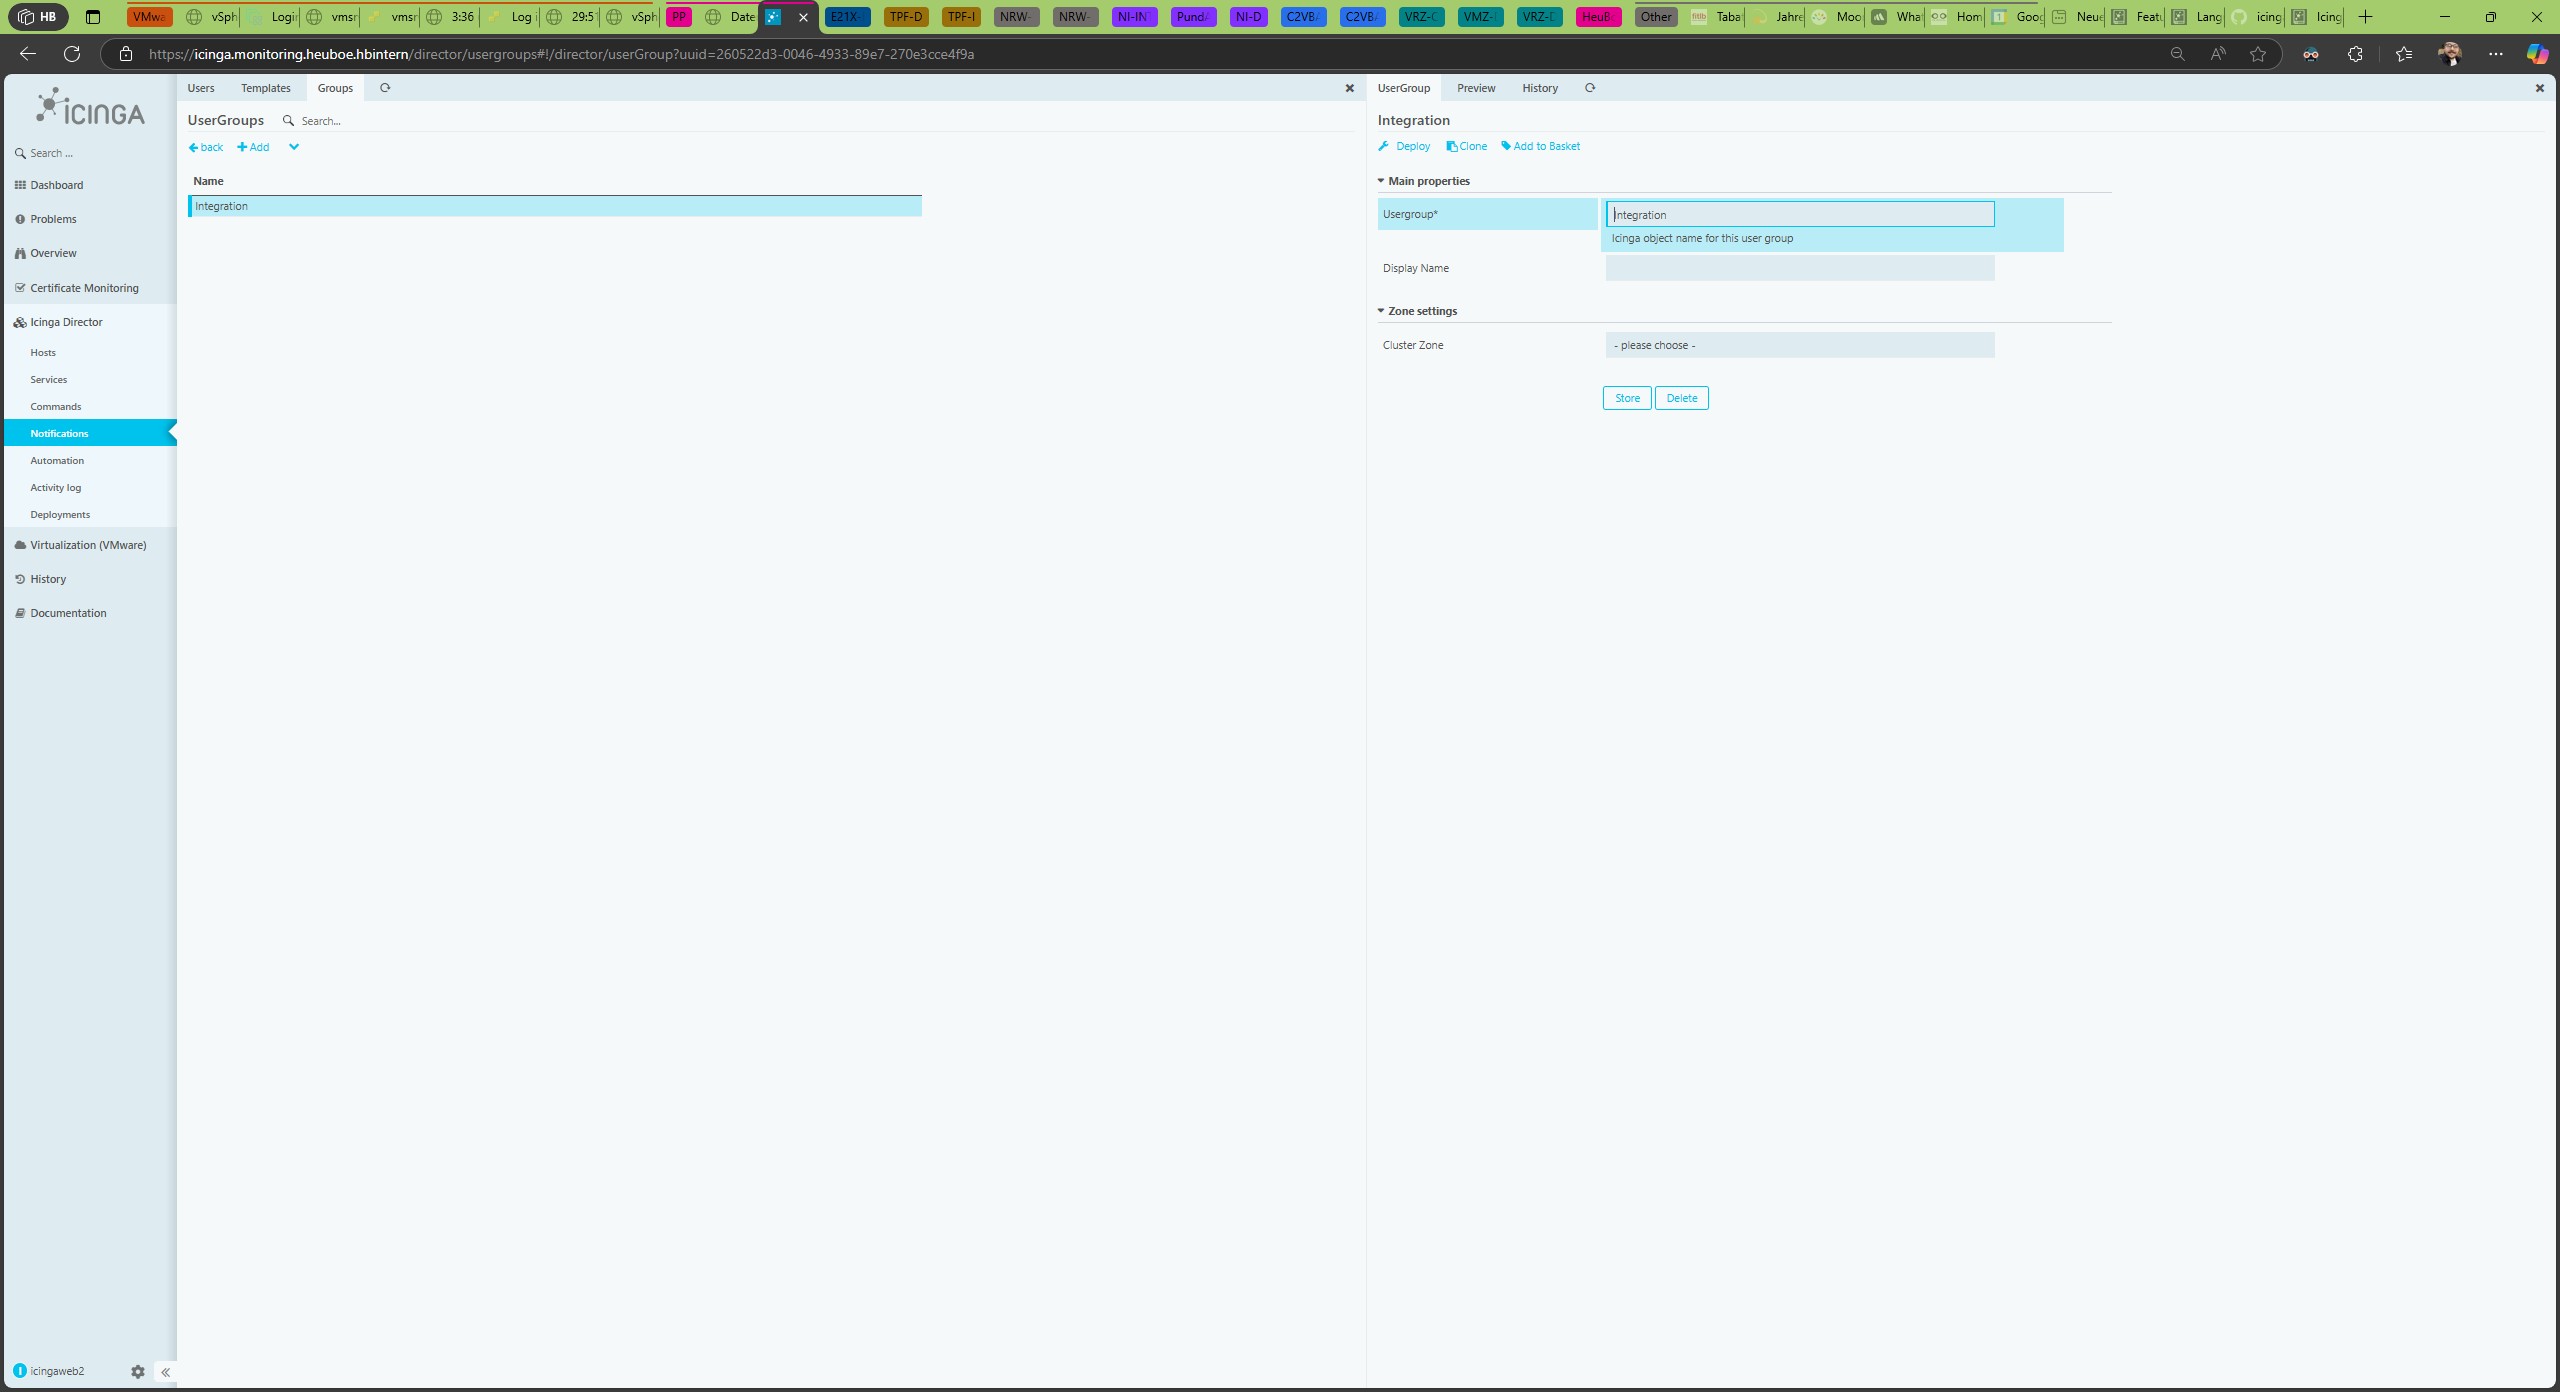 HB
VMwa
vSph
Logi
vmsr
vmsr
3:36
Log i
29:5
vSph
PP
Date
E21X-
TPF-D
TPF-I
NRW-
NRW-
NI-IN
Pund
NI-D
C2VB
C2VB
VRZ-C
VMZ-
VRZ-D
HeuB
Other
Taba
Jahre
Moo
Wha
Hom
Goog
Neue
Feat
Lang
icing
Icing
https://icinga.monitoring.heuboe.hbintern/director/usergroups#!/director/userGroup?uuid=260522d3-0046-4933-89e7-270e3cce4f9a
ICINGA
Search ...
Dashboard
Problems
Overview
Certificate Monitoring
Icinga Director
Hosts
Services
Commands
Notifications
Automation
Activity log
Deployments
Virtualization (VMware)
History
Documentation
icingaweb2
Users Templates Groups
UserGroups Search...
back Add
Name
Integration
UserGroup Preview History
Integration
Deploy Clone Add to Basket
Main properties
Usergroup* Integration
Icinga object name for this user group
Display Name
Zone settings
Cluster Zone - please choose -
Store Delete